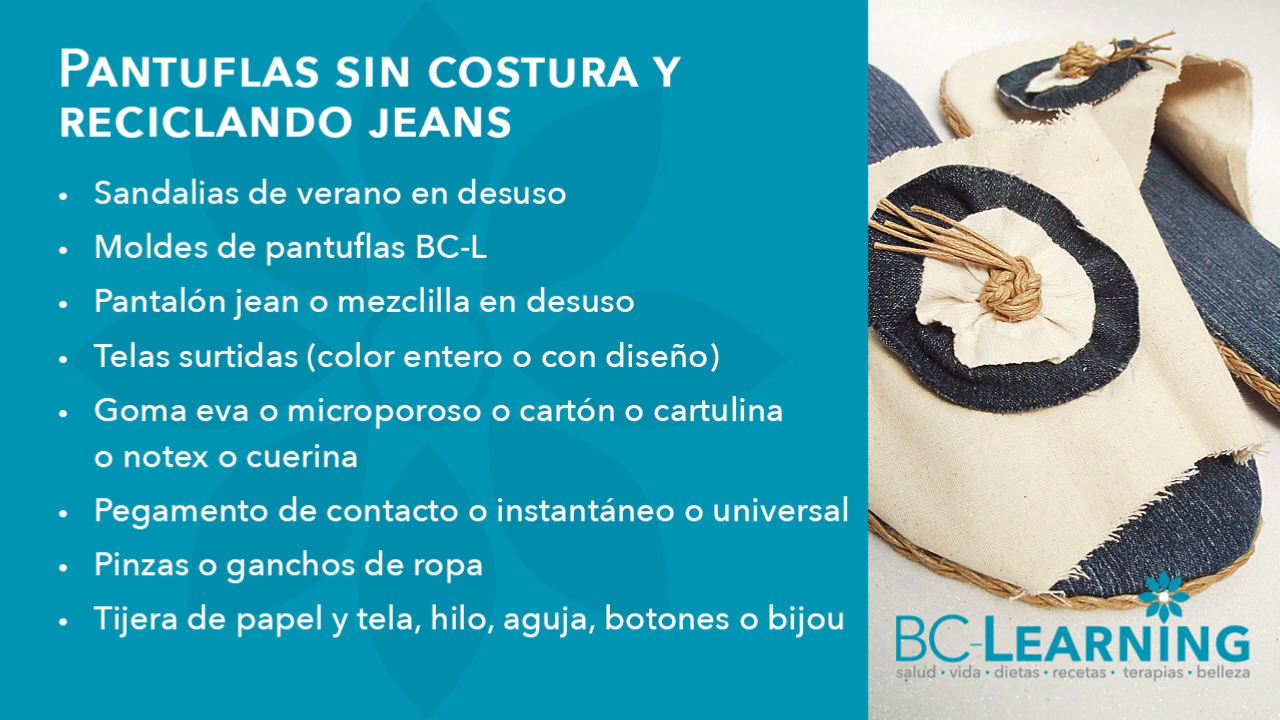 PANTUFLAS SIN COSTURA Y
RECICLANDO JEANS
• Sandalias de verano en desuso
• Moldes de pantuflas BC-L
• Pantalón jean o mezclilla en desuso
• Telas surtidas (color entero o con diseño)
• Goma eva o microporoso o cartón o cartulina
o notex o cuerina
• Pegamento de contacto o instantáneo o universal
• Pinzas o ganchos de ropa
• Tijera de papel y tela, hilo, aguja, botones o bijou
BC-LEARNING
salud • vida • dietas • recetas • terapias • belleza